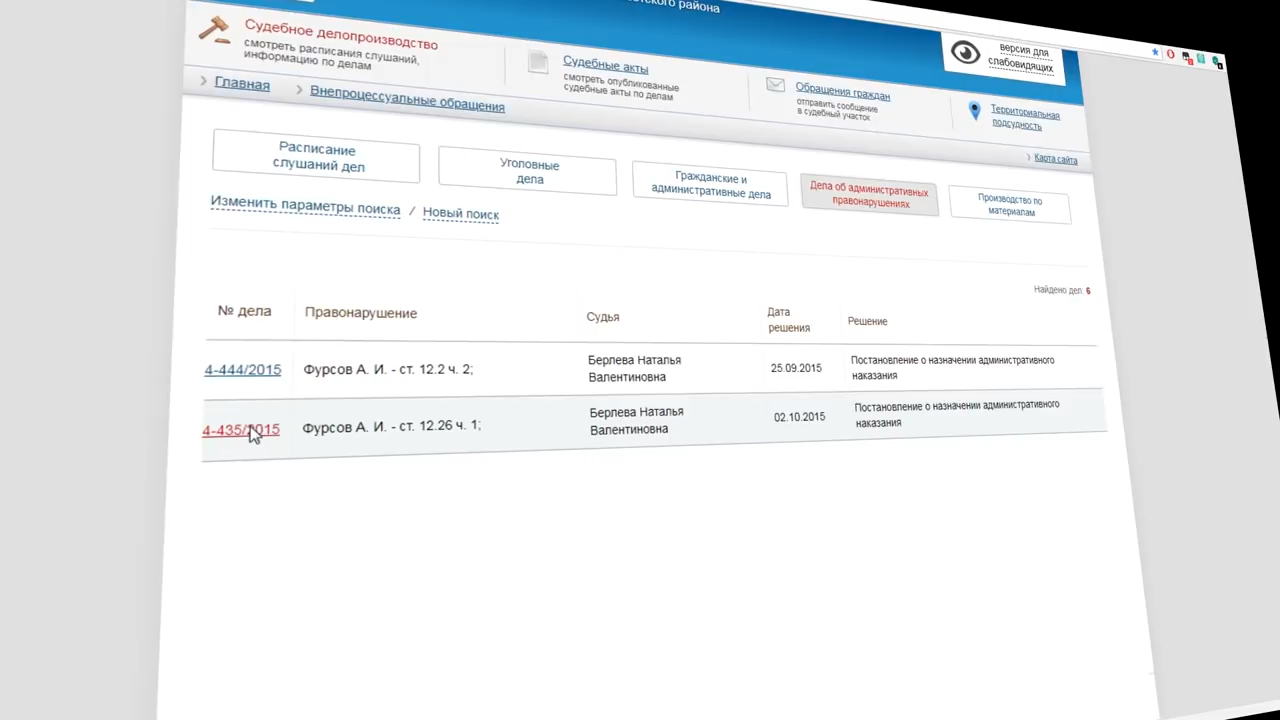 района
Судебное делопроизводство
смотреть расписания слушаний,
информацию по делам
Судебные акты
смотреть опубликованные
судебные акты по делам
Обращения граждан
отправить сообщение
в судебный участок
Территориальная
подсудность
версия для
слабовидящих
Главная
Внепроцессуальные обращения
Карта сайта
Расписание
слушаний дел
Уголовные
дела
Гражданские и
административные дела
Дела об административных
правонарушениях
Производство по
материалам
Изменить параметры поиска / Новый поиск
Найдено дел: 6
№ дела
Правонарушение
Судья
Дата
решения
Решение
4-444/2015
Фурсов А. И. - ст. 12.2 ч. 2;
Берлева Наталья
Валентиновна
25.09.2015
Постановление о назначении административного
наказания
4-435/2015
Фурсов А. И. - ст. 12.26 ч. 1;
Берлева Наталья
Валентиновна
02.10.2015
Постановление о назначении административного
наказания